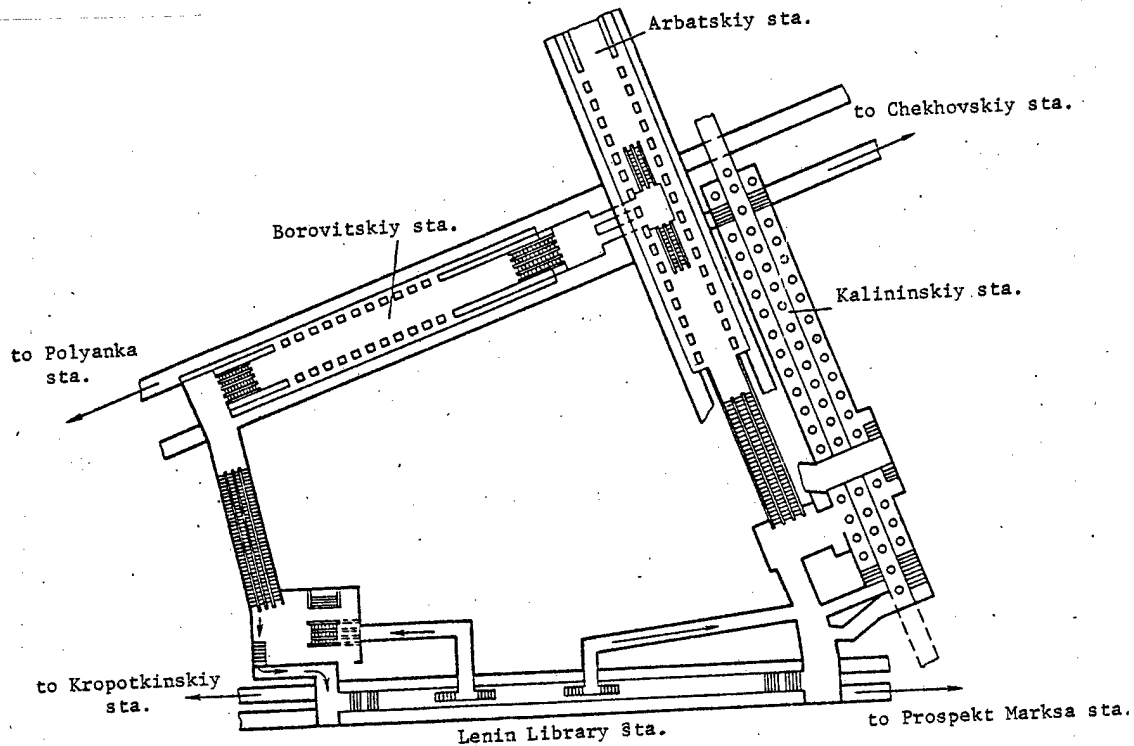 Arbatskiy sta.
to Chekhovskiy sta.
Borovitskiy sta.
Kalininskiy sta.
to Polyanka
sta.
to Kropotkinskiy
sta.
to Prospekt Marksa sta.
Lenin Library sta.